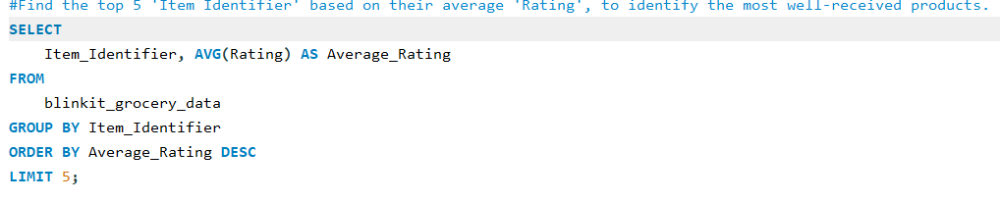 #Find the top 5 'Item Identifier' based on their average 'Rating', to identify the most well-received products.
SELECT
Item_Identifier, AVG(Rating) AS Average_Rating
FROM
blinkit_grocery_data
GROUP BY Item_Identifier
ORDER BY Average_Rating DESC
LIMIT 5;